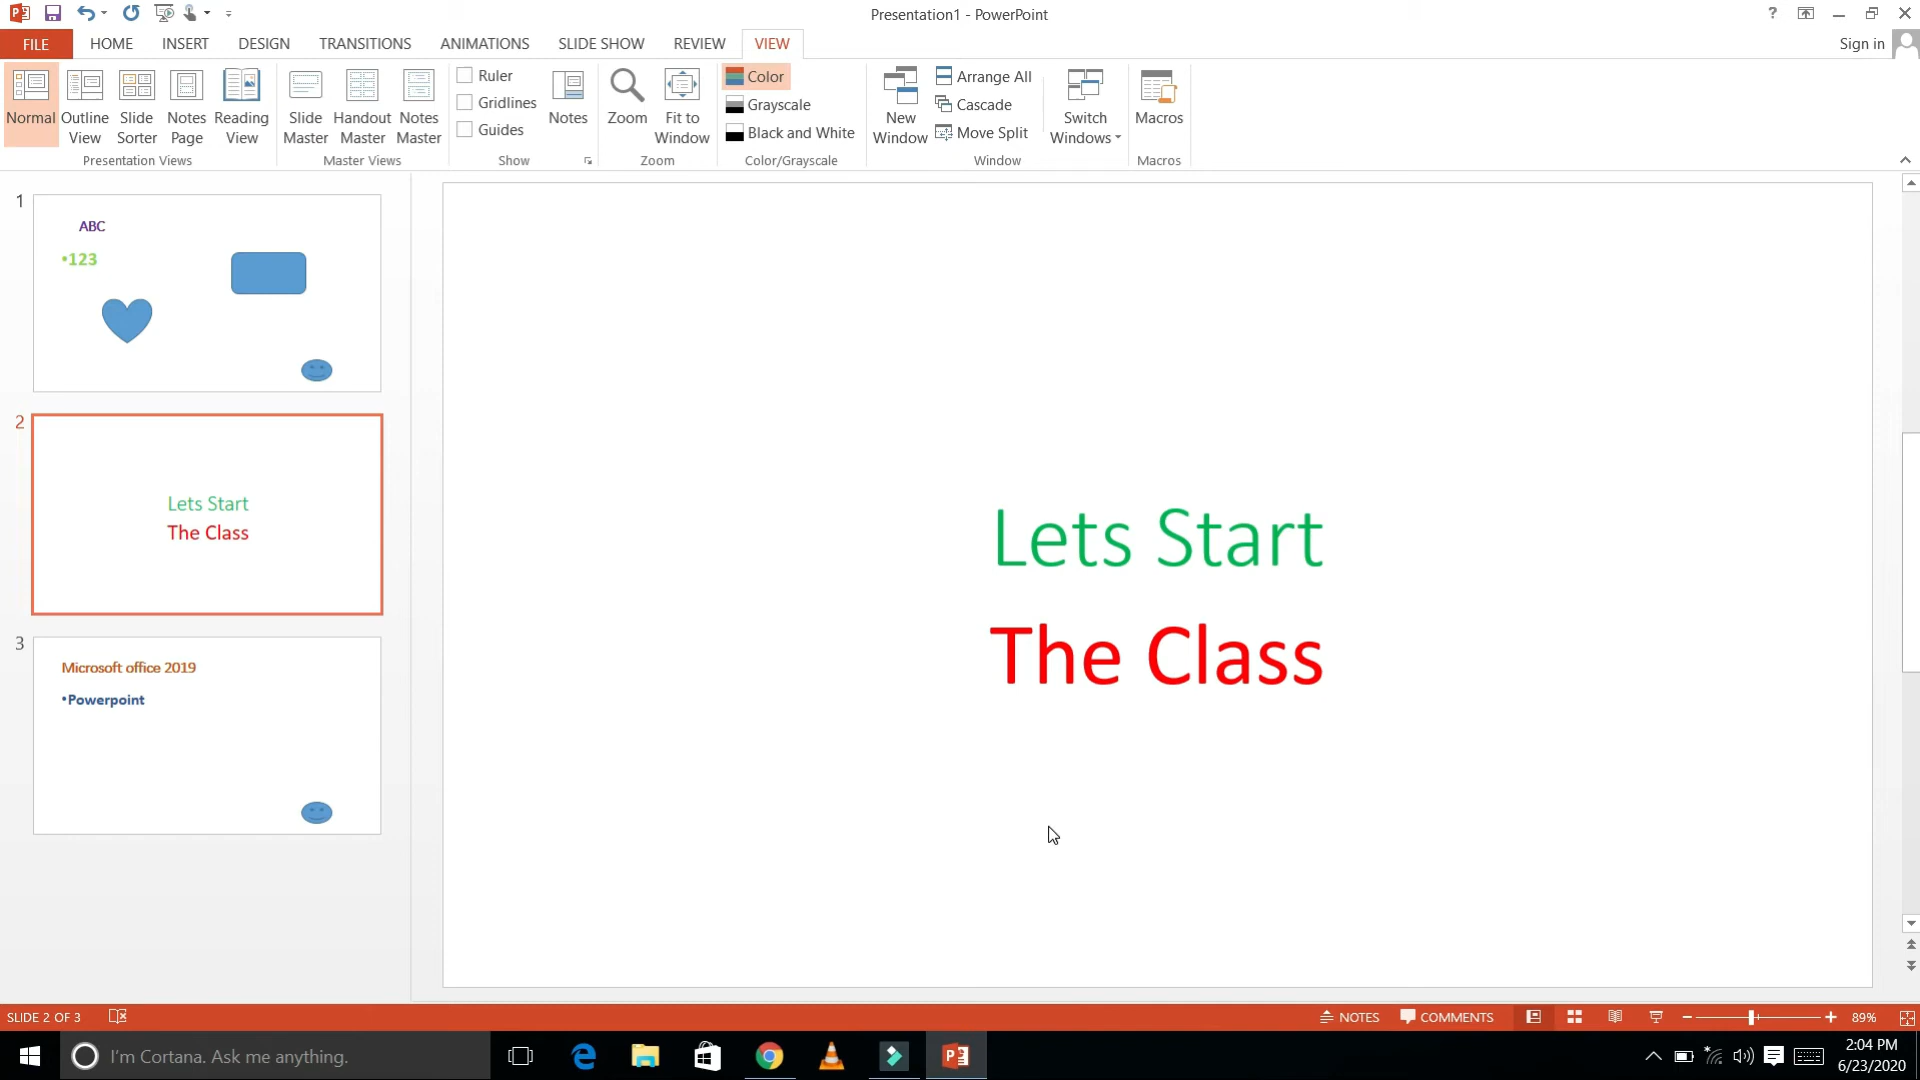 Presentation1 - PowerPoint
?
FILE HOME INSERT DESIGN TRANSITIONS ANIMATIONS SLIDE SHOW REVIEW VIEW Sign in
Normal
Outline View
Slide Sorter
Notes Page
Reading View
Presentation Views
Slide Master
Handout Master
Notes Master
Master Views
Ruler
Gridlines
Guides
Notes
Show
Zoom
Fit to Window
Zoom
Color
Grayscale
Black and White
Color/Grayscale
New Window
Arrange All
Cascade
Move Split
Switch Windows
Window
Macros
Macros
1
ABC
•123
2
Lets Start
The Class
3
Microsoft office 2019
•Powerpoint
Lets Start
The Class
SLIDE 2 OF 3 NOTES COMMENTS 89%
I'm Cortana. Ask me anything.
2:04 PM
6/23/2020